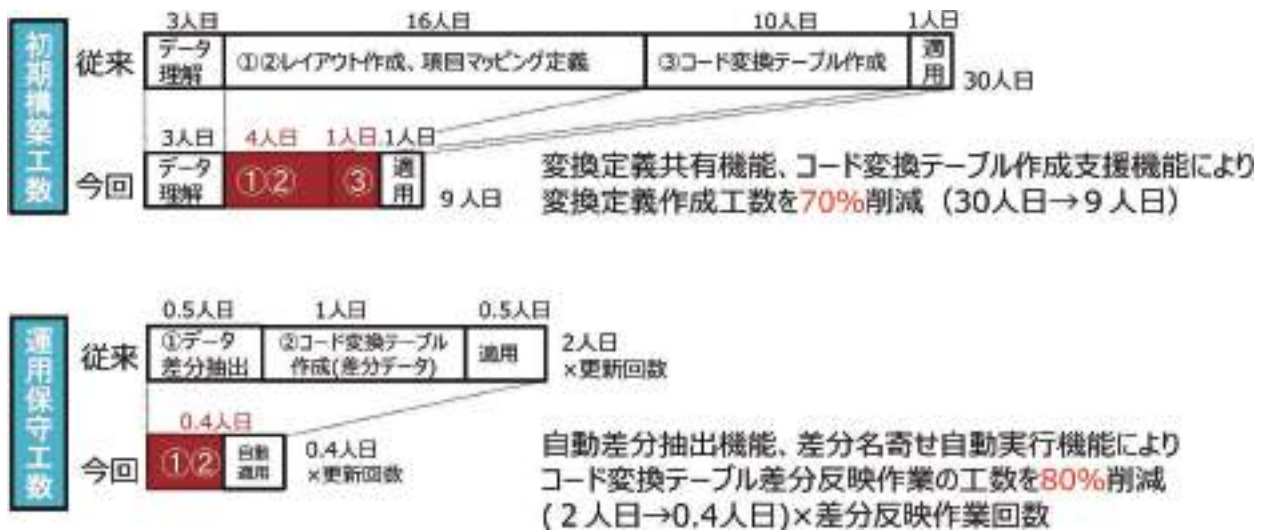 初期構築工数
従来
3人日
16人日
10人日
1人日
データ
理解
①②レイアウト作成、項目マッピング定義
③コード変換テーブル作成
適用
30人日
今回
3人日
4人日
1人日
1人日
データ
理解
①②
③
適用
9人日
変換定義共有機能、コード変換テーブル作成支援機能により
変換定義作成工数を70%削減（30人日→9人日）
運用保守工数
従来
0.5人日
1人日
0.5人日
①データ
差分抽出
②コード変換テーブル
作成(差分データ)
適用
2人日
×更新回数
今回
0.4人日
①②
自動
適用
0.4人日
×更新回数
自動差分抽出機能、差分名寄せ自動実行機能により
コード変換テーブル差分反映作業の工数を80%削減
(2人日→0.4人日)×差分反映作業回数